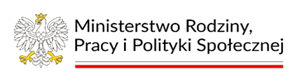 Ministerstwo Rodziny,
Pracy i Polityki Społecznej